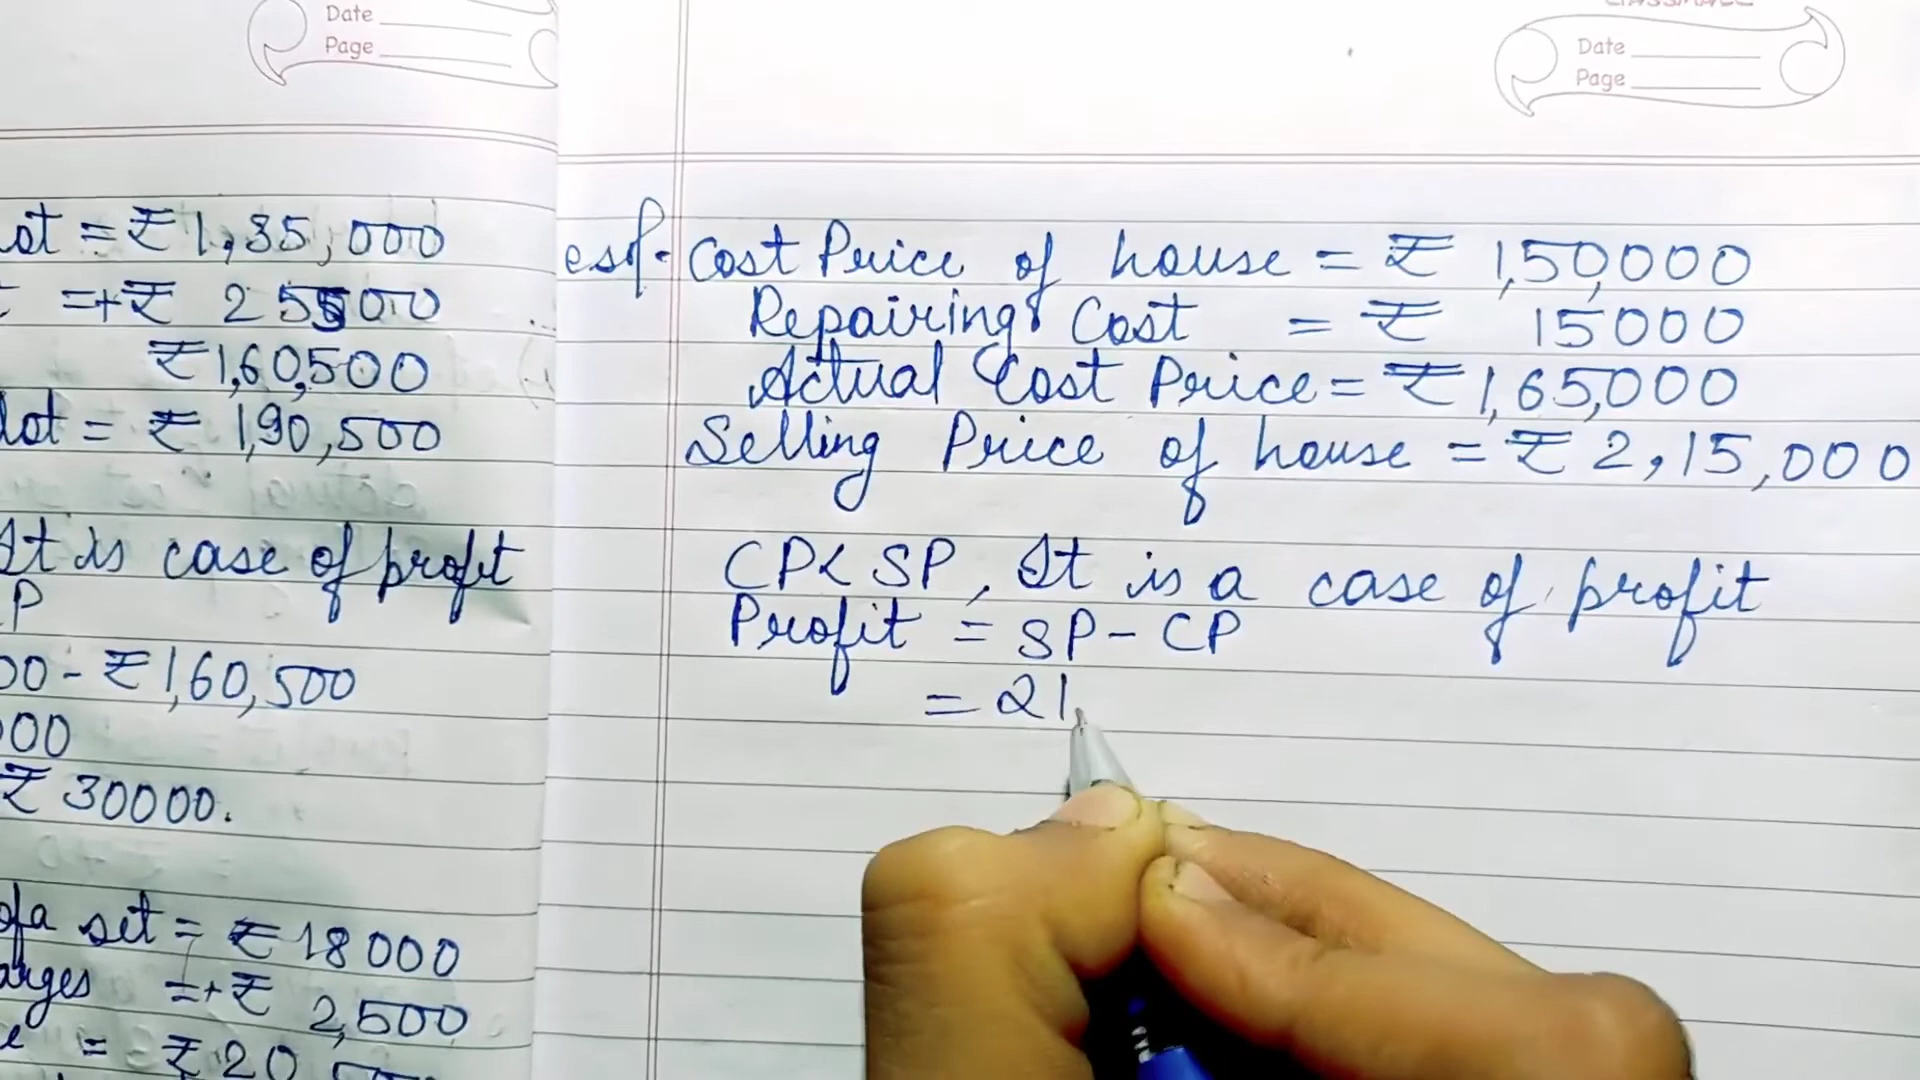 Date
Page
Date
Page
ot = ₹ 1,35,000
= + ₹ 25500
₹1,60,500
lot = ₹ 1,90,500
It is case of profit
P
00 - ₹ 1,60,500
000
₹ 30000.
of a set = ₹ 18000
arges = + ₹ 2,500
e = ₹ 20
Cost Price of house = ₹ 1,50,000
Repairing Cost = ₹ 15000
Actual Cost Price = ₹ 1,65,000
Selling Price of house = ₹ 2,15,000
CP < SP, It is a case of profit
Profit = SP - CP
= 21